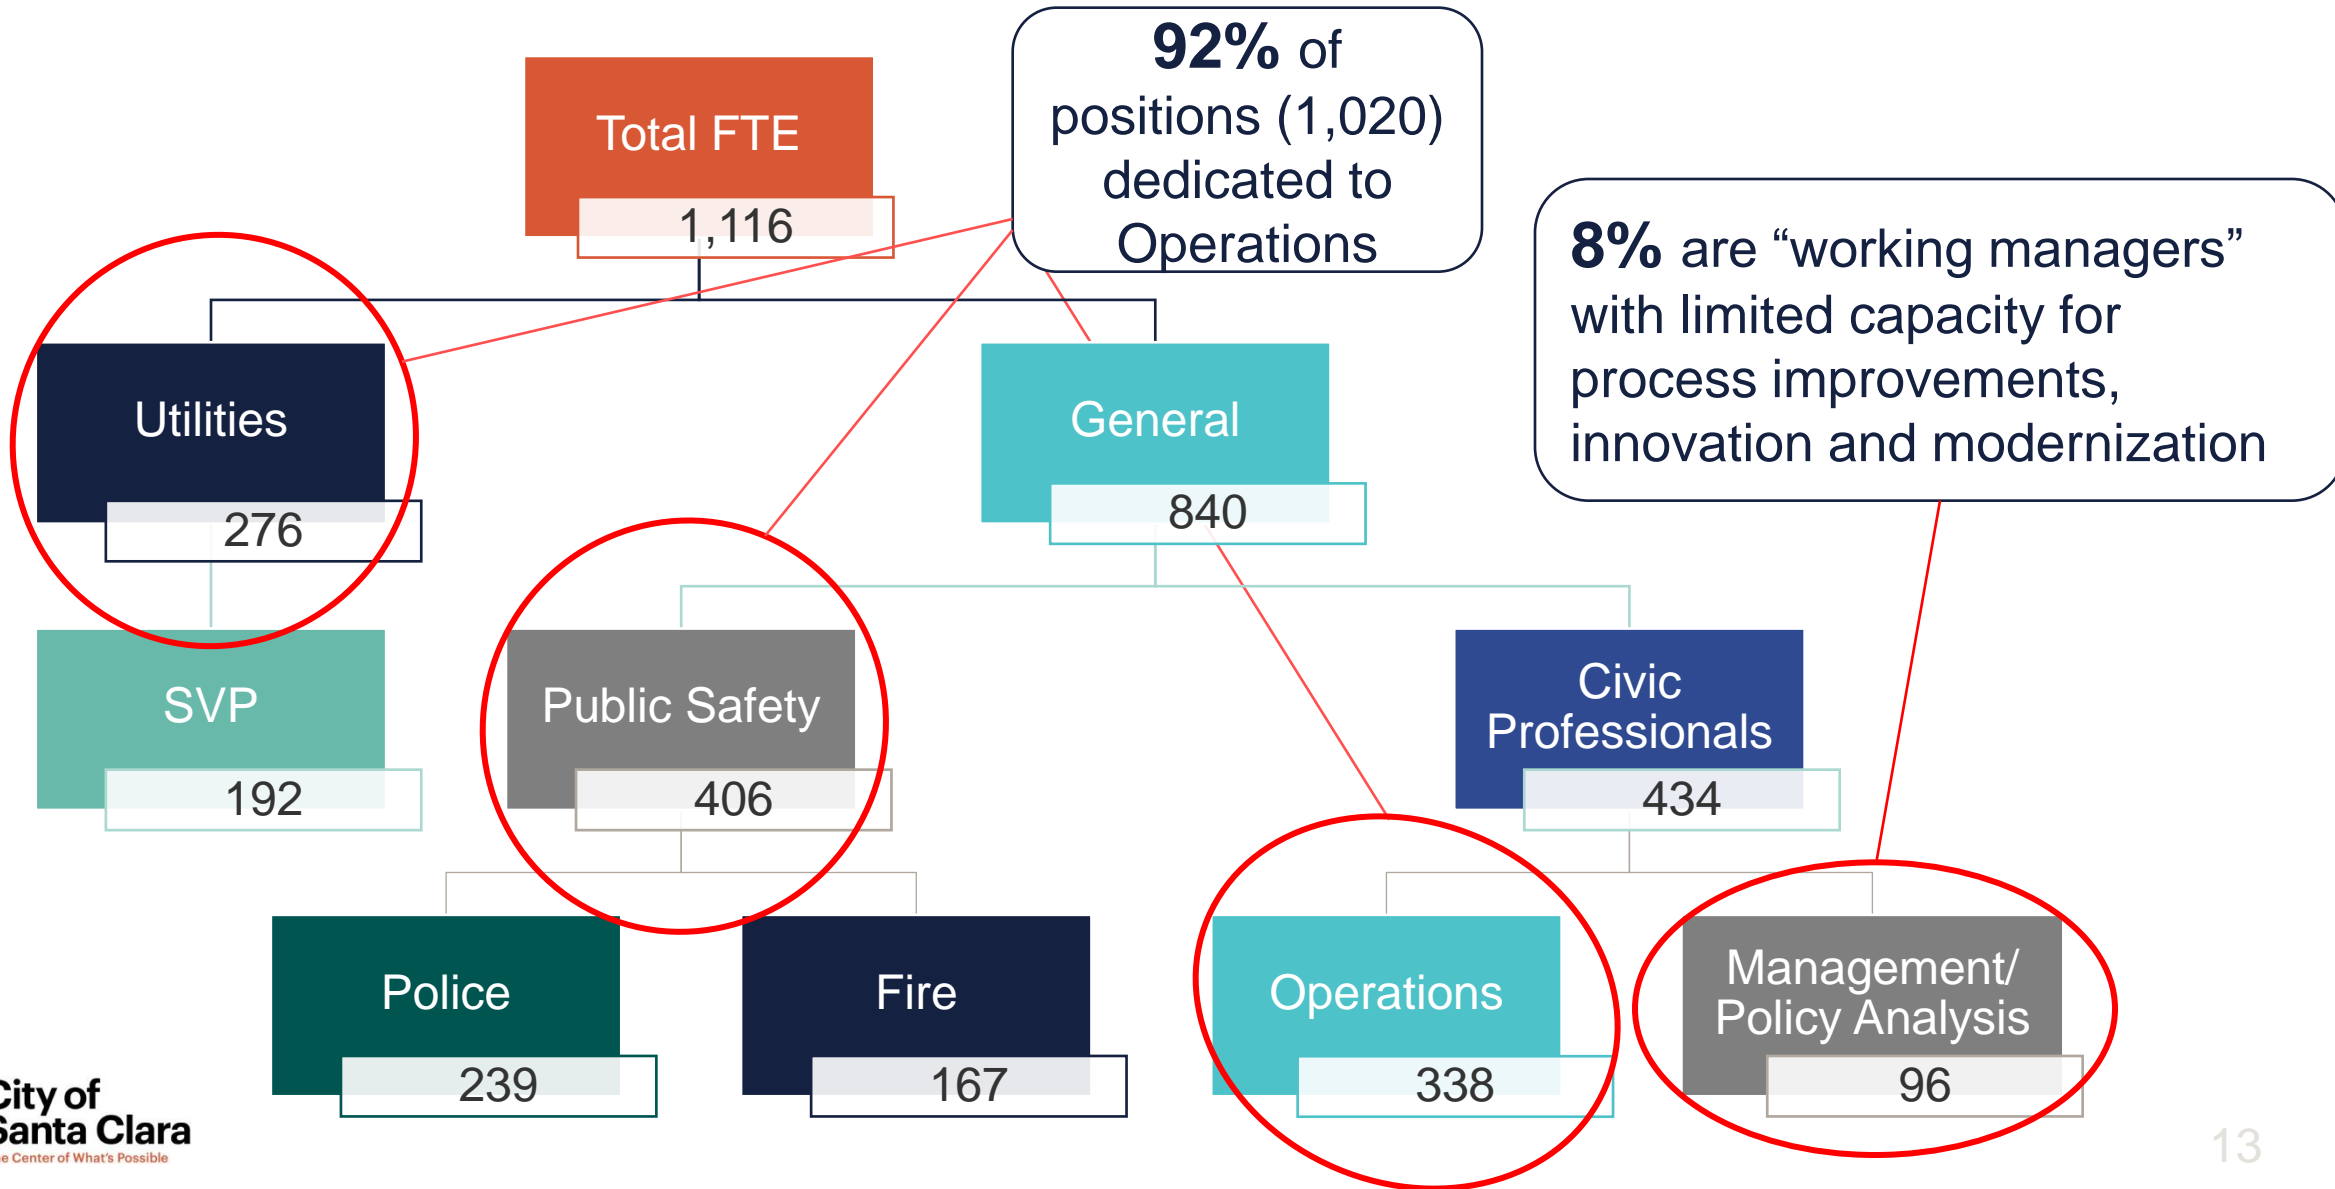 92% of
positions (1,020)
dedicated to
Operations
Total FTE
1,116
8% are “working managers”
with limited capacity for
process improvements,
innovation and modernization
Utilities
276
General
840
SVP
192
Public Safety
406
Civic
Professionals
434
Police
239
Fire
167
Operations
338
Management/
Policy Analysis
96
City of
Santa Clara
e Center of What's Possible
13